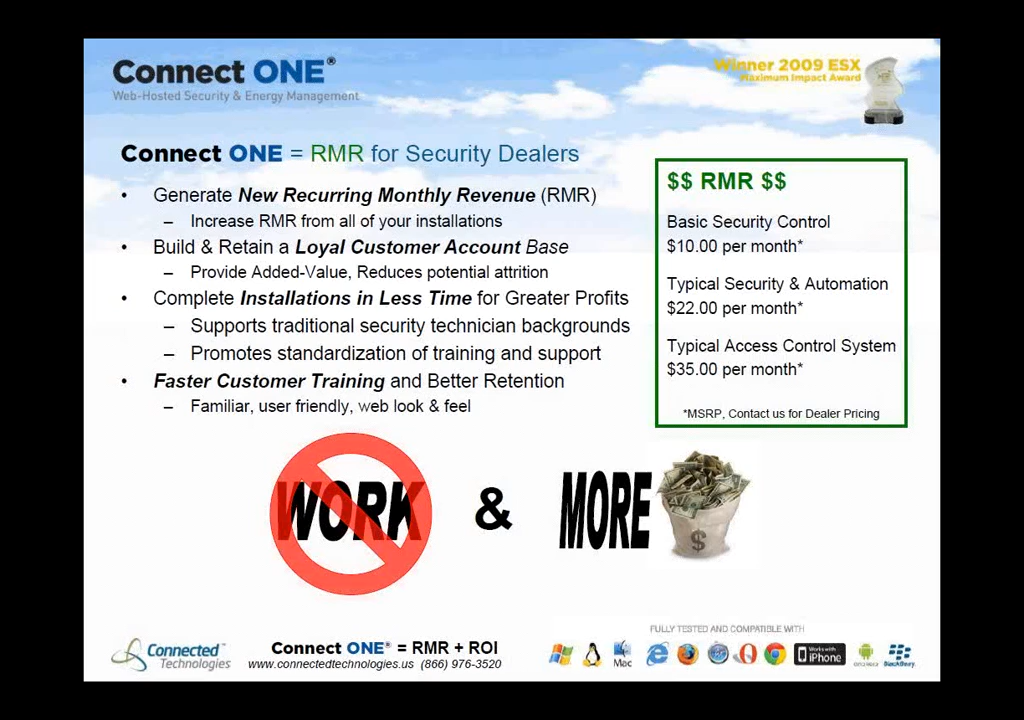 Connect ONE®
Web-Hosted Security & Energy Management
Winner 2009 ESX
Maximum Impact Award
Connect ONE = RMR for Security Dealers
• Generate New Recurring Monthly Revenue (RMR)
– Increase RMR from all of your installations
• Build & Retain a Loyal Customer Account Base
– Provide Added-Value, Reduces potential attrition
• Complete Installations in Less Time for Greater Profits
– Supports traditional security technician backgrounds
– Promotes standardization of training and support
• Faster Customer Training and Better Retention
– Familiar, user friendly, web look & feel
$$ RMR $$
Basic Security Control
$10.00 per month*
Typical Security & Automation
$22.00 per month*
Typical Access Control System
$35.00 per month*
*MSRP, Contact us for Dealer Pricing
WORK & MORE
$
Connected™
Technologies
Connect ONE® = RMR + ROI
www.connectedtechnologies.us (866) 976-3520
FULLY TESTED AND COMPATIBLE WITH
Mac
Works with
iPhone
ANDROID
BlackBerry